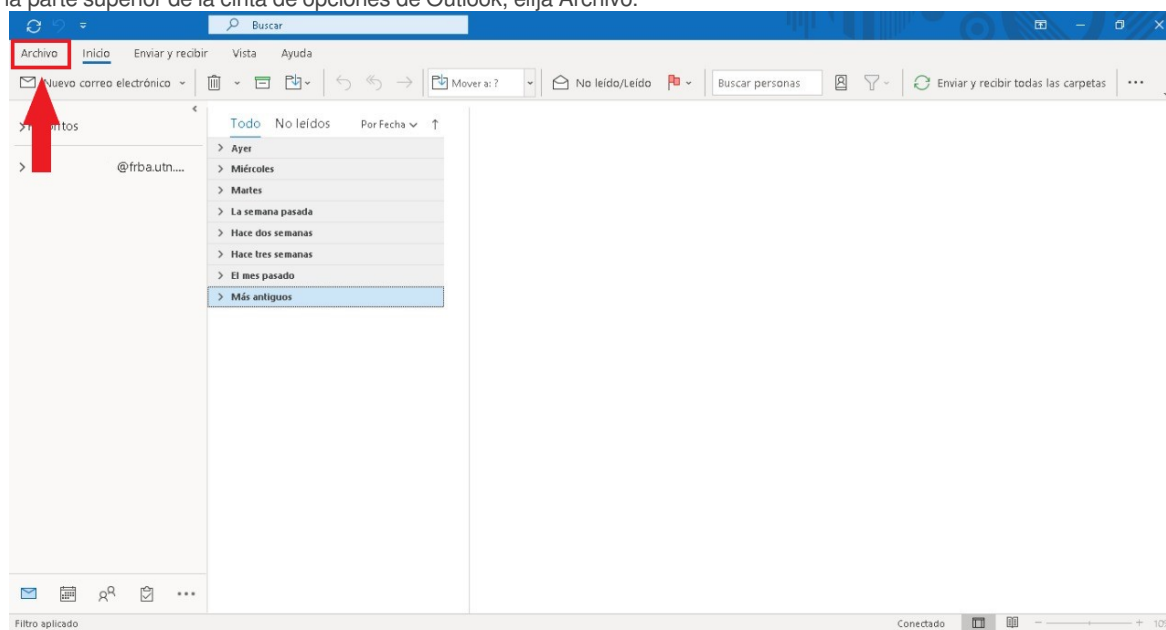 la parte superior de la cinta de opciones de Outlook, elija Archivo.
Buscar
Archivo Inicio Enviar y recibir Vista Ayuda
Nuevo correo electrónico Mover a: ? No leído/Leído Buscar personas Enviar y recibir todas las carpetas
Todo No leídos Por Fecha
Ayer
@frba.utn....
Miércoles
Martes
La semana pasada
Hace dos semanas
Hace tres semanas
El mes pasado
Más antiguos
Filtro aplicado Conectado